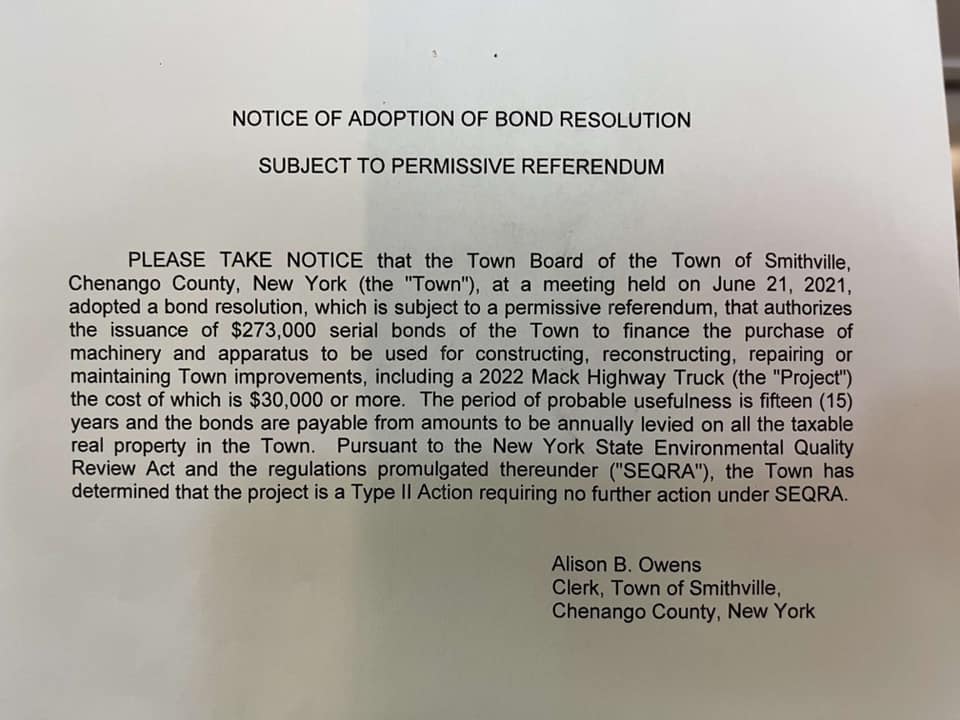 NOTICE OF ADOPTION OF BOND RESOLUTION
SUBJECT TO PERMISSIVE REFERENDUM
PLEASE TAKE NOTICE that the Town Board of the Town of Smithville,
Chenango County, New York (the "Town"), at a meeting held on June 21, 2021,
adopted a bond resolution, which is subject to a permissive referendum, that authorizes
the issuance of $273,000 serial bonds of the Town to finance the purchase of
machinery and apparatus to be used for constructing, reconstructing, repairing or
maintaining Town improvements, including a 2022 Mack Highway Truck (the "Project")
the cost of which is $30,000 or more. The period of probable usefulness is fifteen (15)
years and the bonds are payable from amounts to be annually levied on all the taxable
real property in the Town. Pursuant to the New York State Environmental Quality
Review Act and the regulations promulgated thereunder ("SEQRA"), the Town has
determined that the project is a Type II Action requiring no further action under SEQRA.
Alison B. Owens
Clerk, Town of Smithville,
Chenango County, New York